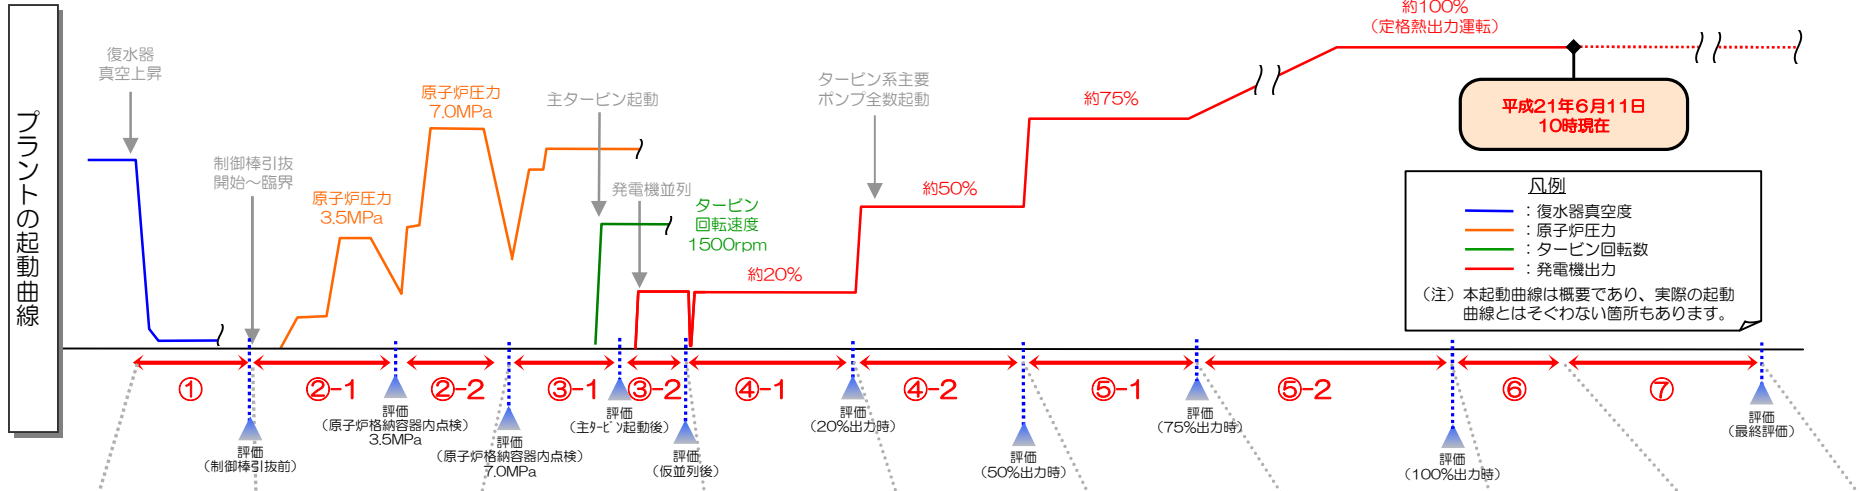 プラントの起動曲線
復水器
真空上昇
制御棒引抜
開始～臨界
原子炉圧力
3.5MPa
原子炉圧力
7.0MPa
主タービン起動
発電機並列
タービン
回転速度
1500rpm
約20%
タービン系主要
ポンプ全数起動
約50%
約75%
約100%
（定格熱出力運転）
平成21年6月11日
10時現在
凡例
：復水器真空度
：原子炉圧力
：タービン回転数
：発電機出力
（注）本起動曲線は概要であり、実際の起動
曲線とはそぐわない箇所もあります。
①
②-1
②-2
③-1
③-2
④-1
④-2
⑤-1
⑤-2
⑥
⑦
評価
（制御棒引抜前）
評価
（原子炉格納容器内点検）
3.5MPa
評価
（原子炉格納容器内点検）
7.0MPa
評価
（主タービン起動後）
評価
（仮並列後）
評価
（20%出力時）
評価
（50%出力時）
評価
（75%出力時）
評価
（100%出力時）
評価
（最終評価）